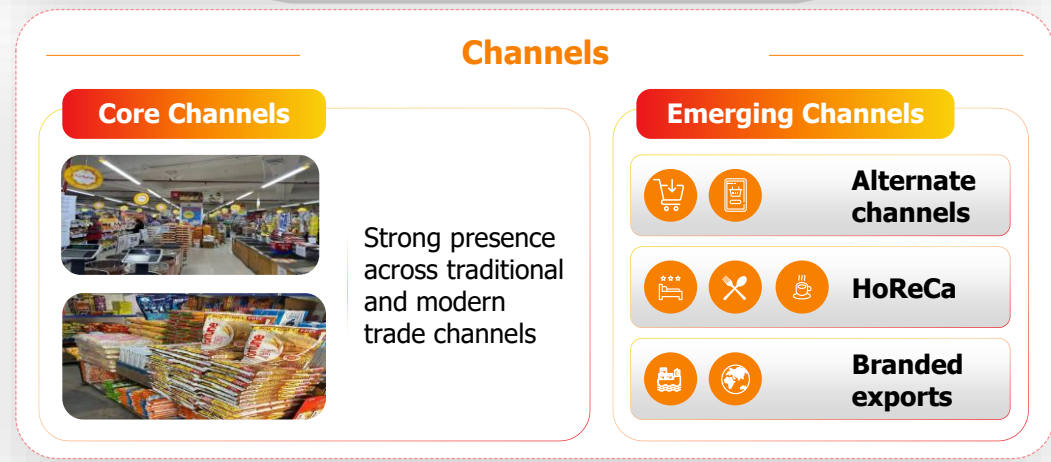 Channels
Core Channels
Strong presence
across traditional
and modern
trade channels
Emerging Channels
Alternate
channels
HoReCa
Branded
exports